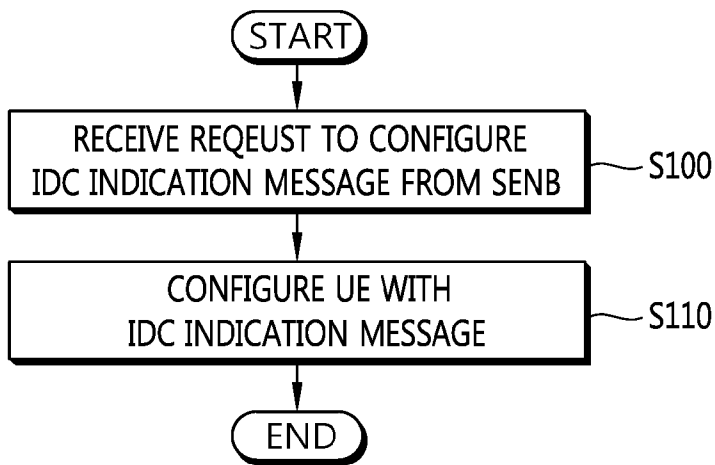 START
RECEIVE REQEUST TO CONFIGURE
IDC INDICATION MESSAGE FROM SENB
S100
CONFIGURE UE WITH
IDC INDICATION MESSAGE
S110
END